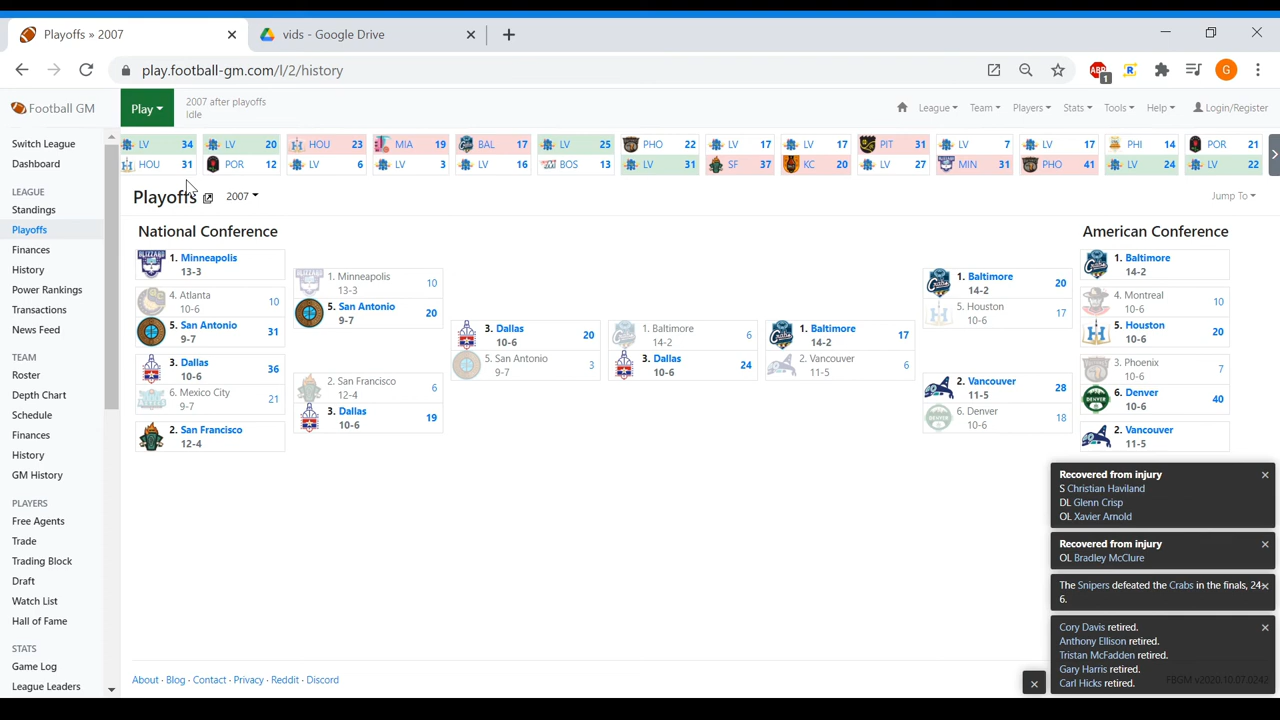 Playoffs » 2007
vids - Google Drive
play.football-gm.com/l/2/history
1
G
Football GM
Play
2007 after playoffs
Idle
League
Team
Players
Stats
Tools
Help
Login/Register
LV 34
HOU 31
LV 20
POR 12
HOU 23
LV 6
MIA 19
LV 3
BAL 17
LV 16
LV 25
BOS 13
PHO 22
LV 31
LV 17
SF 37
LV 17
KC 20
PIT 31
LV 27
LV 7
MIN 31
LV 17
PHO 41
PHI 14
LV 24
POR 21
LV 22
Switch League
Dashboard
LEAGUE
Standings
Playoffs
Finances
History
Power Rankings
Transactions
News Feed
TEAM
Roster
Depth Chart
Schedule
Finances
History
GM History
PLAYERS
Free Agents
Trade
Trading Block
Draft
Watch List
Hall of Fame
STATS
Game Log
League Leaders
Playoffs
2007
Jump To
National Conference
American Conference
1. Minneapolis
13-3
4. Atlanta 10
10-6
5. San Antonio 31
9-7
3. Dallas 36
10-6
6. Mexico City 21
9-7
2. San Francisco
12-4
1. Minneapolis 10
13-3
5. San Antonio 20
9-7
2. San Francisco 6
12-4
3. Dallas 19
10-6
3. Dallas 20
10-6
5. San Antonio 3
9-7
1. Baltimore 6
14-2
3. Dallas 24
10-6
1. Baltimore 17
14-2
2. Vancouver 6
11-5
1. Baltimore 20
14-2
5. Houston 17
10-6
2. Vancouver 28
11-5
6. Denver 18
10-6
1. Baltimore
14-2
4. Montreal 10
10-6
5. Houston 20
10-6
3. Phoenix 7
10-6
6. Denver 40
10-6
2. Vancouver
11-5
Recovered from injury
S Christian Haviland
DL Glenn Crisp
OL Xavier Arnold
Recovered from injury
OL Bradley McClure
The Snipers defeated the Crabs in the finals, 24-
6.
Cory Davis retired.
Anthony Ellison retired.
Tristan McFadden retired.
Gary Harris retired.
Carl Hicks retired.
About · Blog · Contact · Privacy · Reddit · Discord
FBGM v2020.10.07.0242